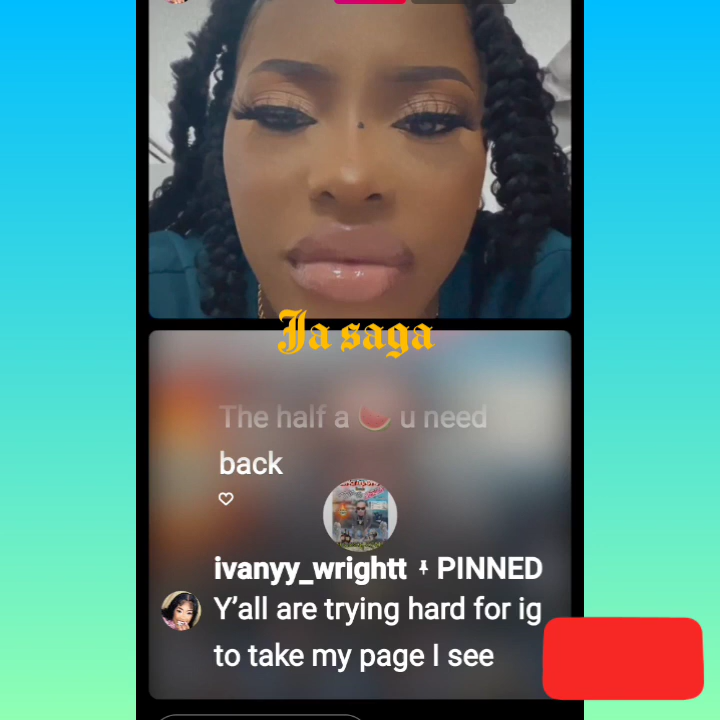 Ja saga
The half a 🍉 u need
back
ivanyy_wrightt PINNED
Y’all are trying hard for ig
to take my page I see